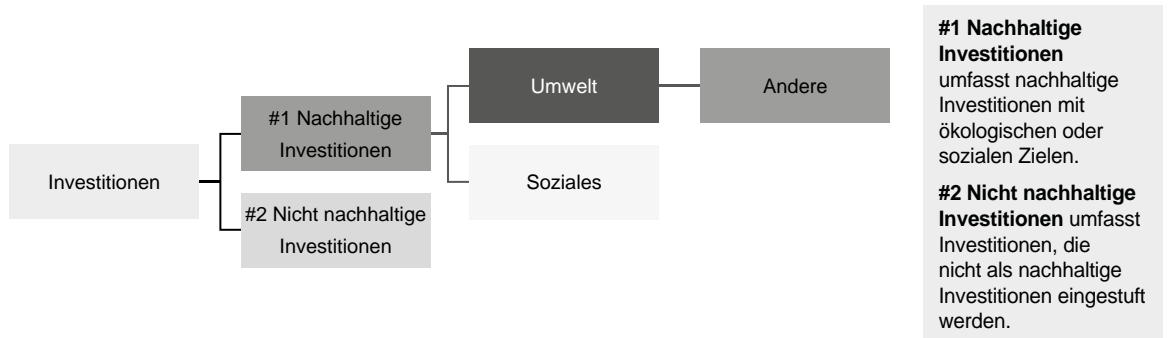 Investitionen
#1 Nachhaltige
Investitionen
#2 Nicht nachhaltige
Investitionen
Umwelt
Soziales
Andere
#1 Nachhaltige
Investitionen
umfasst nachhaltige
Investitionen mit
ökologischen oder
sozialen Zielen.
#2 Nicht nachhaltige
Investitionen umfasst
Investitionen, die
nicht als nachhaltige
Investitionen eingestuft
werden.